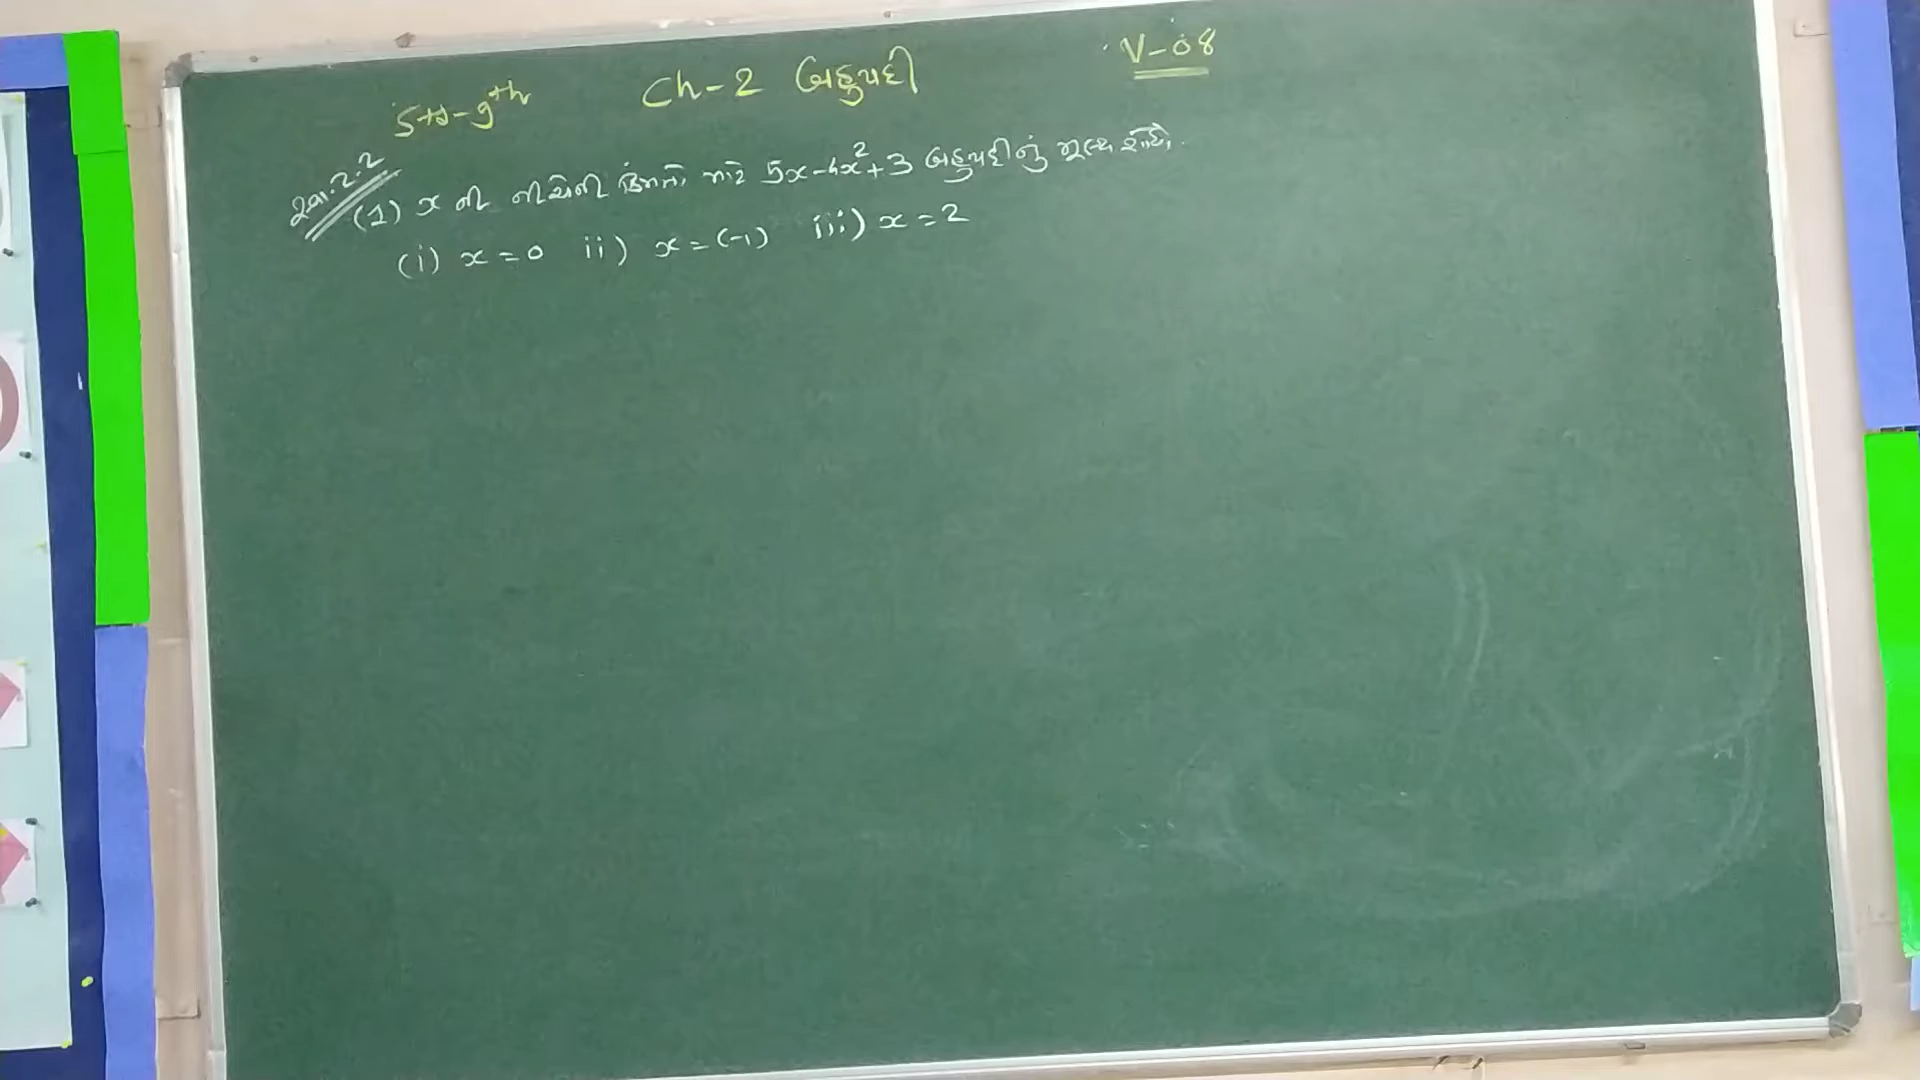 Std-9th Ch-2 બહુપદી V-08
સ્વા.2.2
(1) x ની નીચેની કિંમતો માટે 5x-4x²+3 બહુપદીનું મૂલ્ય શોધો.
(i) x=0 ii) x=(-1) iii) x=2